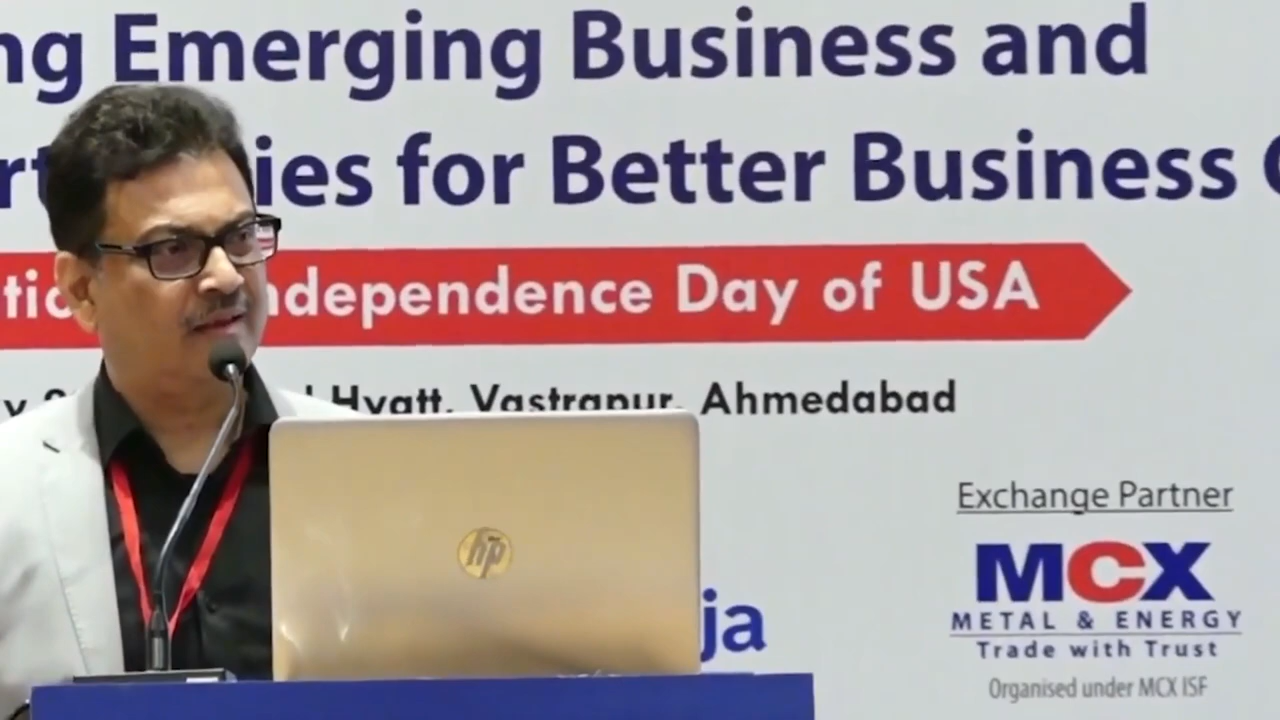 ng Emerging Business and
ies for Better Business
ndependence Day of USA
Hyatt, Vastrapur, Ahmedabad
Exchange Partner
hp
MCX
ja
METAL & ENERGY
Trade with Trust
Organised under MCX ISF